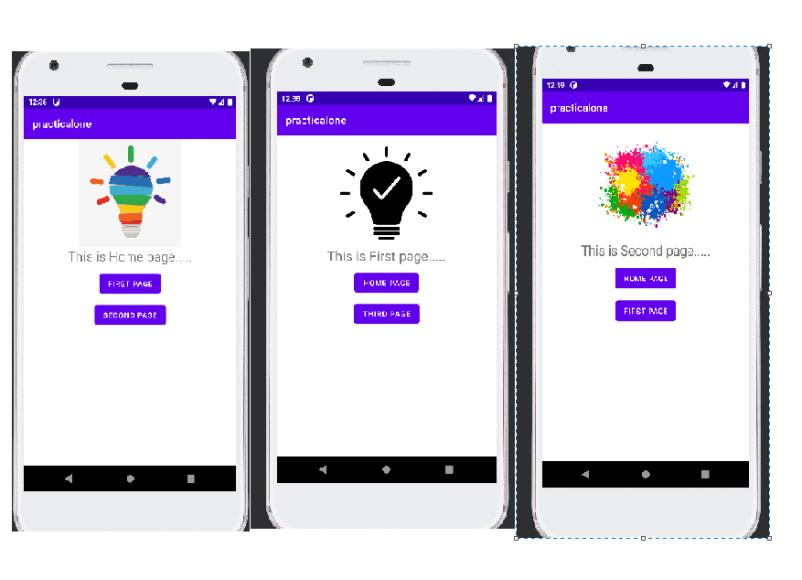 12:36
practicalone
This is Home page.....
FIRST PAGE
SECOND PAGE
12:38
practicalone
This is First page.....
HOME PAGE
THIRD PAGE
12:39
practicalone
This is Second page.....
HOME PAGE
FIRST PAGE